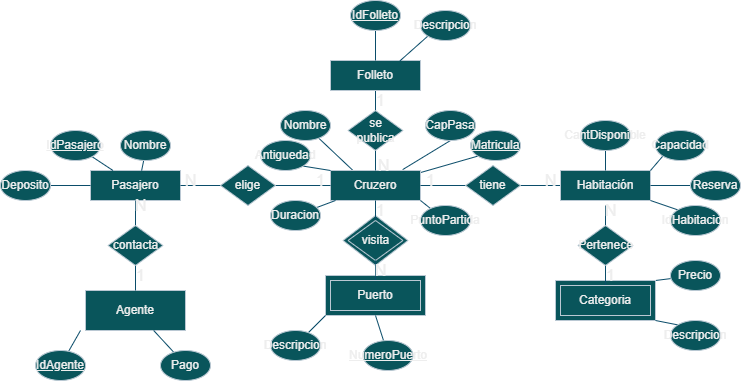 IdFolleto
Descripcion
Folleto
1
se
publica
N
Nombre
CapPasa
Antiguedad
Matricula
IdPasajero
Nombre
Deposito
Pasajero
N
elige
1
Cruzero
1
tiene
N
Habitación
CantDisponible
Capacidad
Reserva
IdHabitacion
Duracion
PuntoPartida
N
contacta
1
Agente
IdAgente
Pago
1
visita
N
Puerto
Descripcion
NúmeroPuerto
N
Pertenece
1
Categoria
Precio
Descripcion